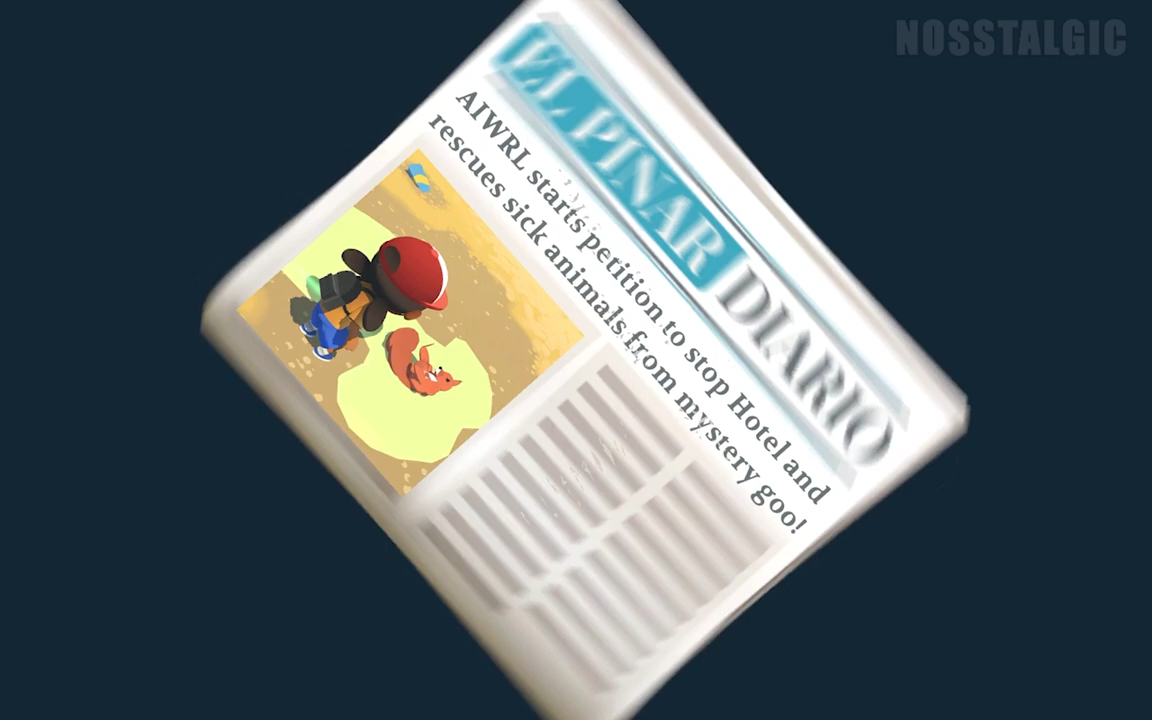 NOSSTALGIC
EL PINAR DIARIO
AIWRL starts petition to stop Hotel and
rescues sick animals from mystery goo!